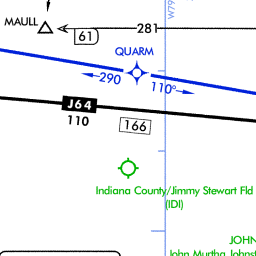 W79
MAULL
281
61
QUARM
290
110°
J64
110
166
Indiana County/Jimmy Stewart Fld
(IDI)
JOHN
John Murtha Johnst